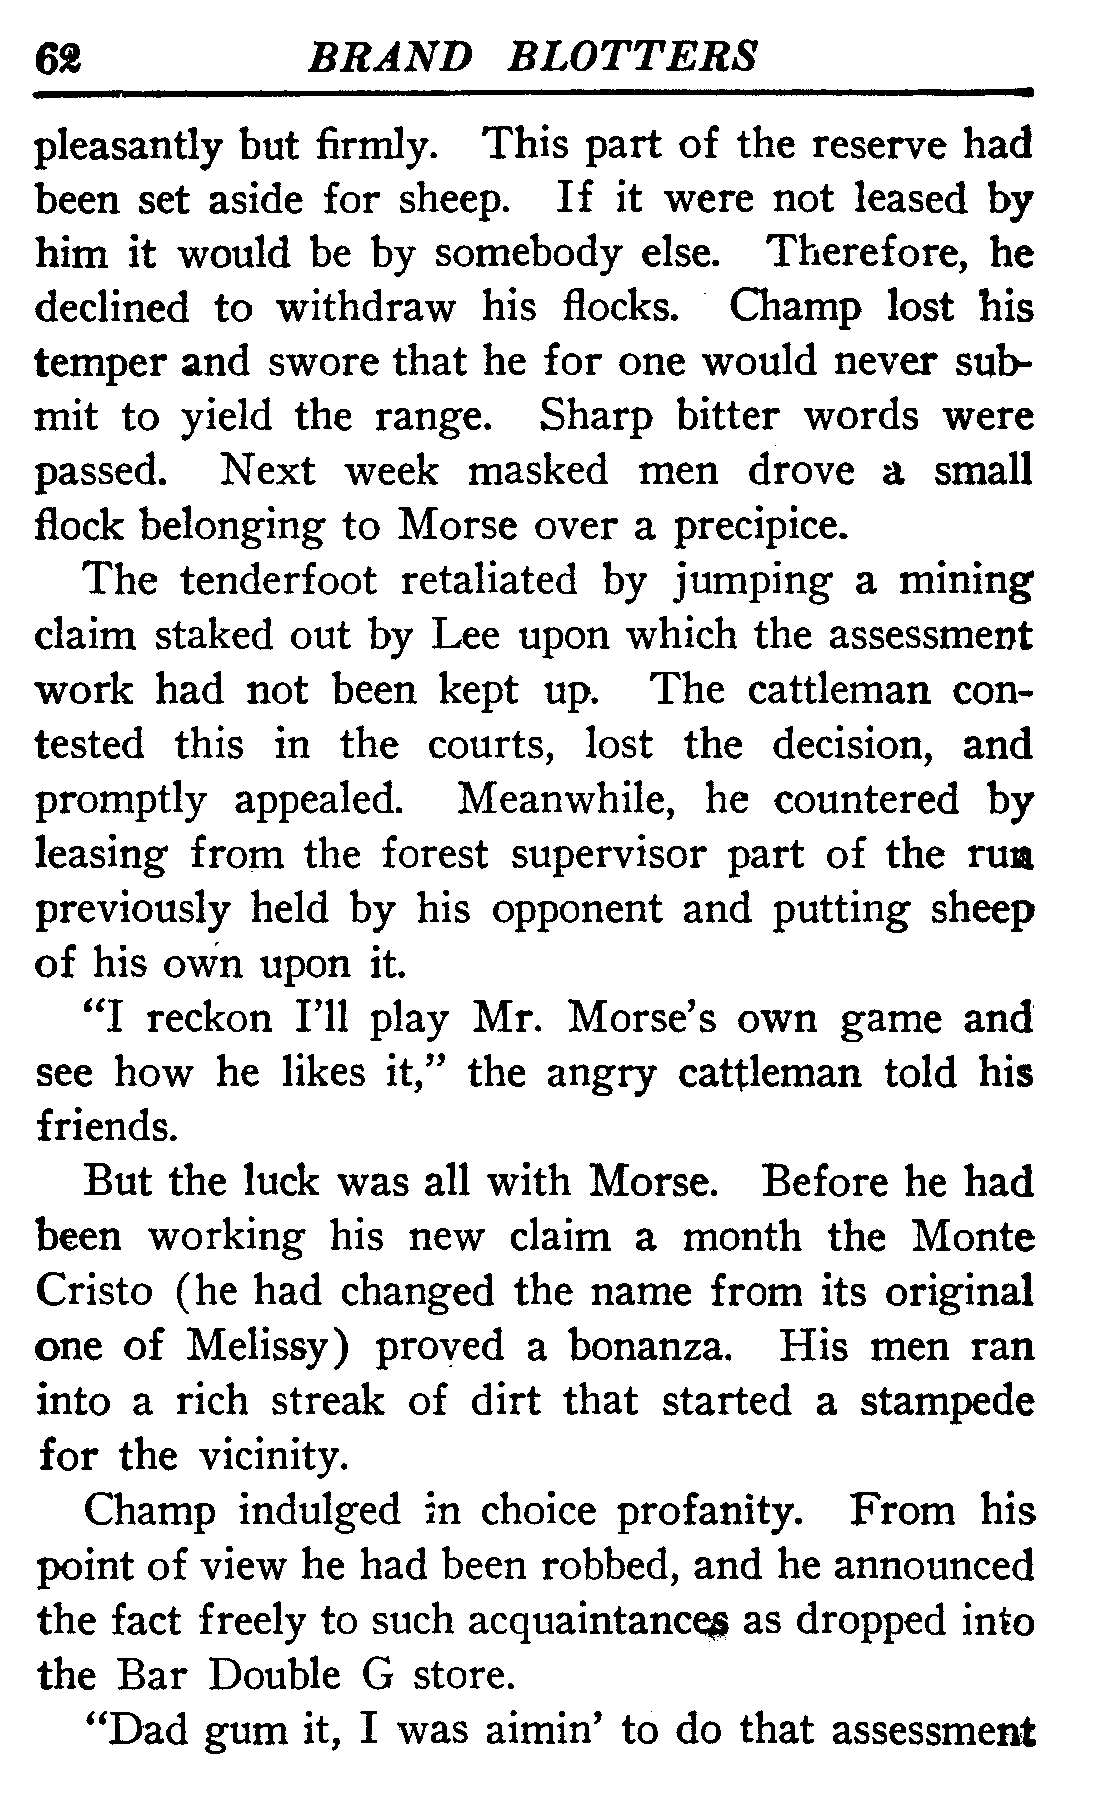 62 BRAND BLOTTERS
pleasantly but firmly. This part of the reserve had
been set aside for sheep. If it were not leased by
him it would be by somebody else. Therefore, he
declined to withdraw his flocks. Champ lost his
temper and swore that he for one would never sub-
mit to yield the range. Sharp bitter words were
passed. Next week masked men drove a small
flock belonging to Morse over a precipice.
The tenderfoot retaliated by jumping a mining
claim staked out by Lee upon which the assessment
work had not been kept up. The cattleman con-
tested this in the courts, lost the decision, and
promptly appealed. Meanwhile, he countered by
leasing from the forest supervisor part of the run
previously held by his opponent and putting sheep
of his own upon it.
“I reckon I’ll play Mr. Morse’s own game and
see how he likes it,” the angry cattleman told his
friends.
But the luck was all with Morse. Before he had
been working his new claim a month the Monte
Cristo (he had changed the name from its original
one of Melissy) proved a bonanza. His men ran
into a rich streak of dirt that started a stampede
for the vicinity.
Champ indulged in choice profanity. From his
point of view he had been robbed, and he announced
the fact freely to such acquaintances as dropped into
the Bar Double G store.
“Dad gum it, I was aimin’ to do that assessment